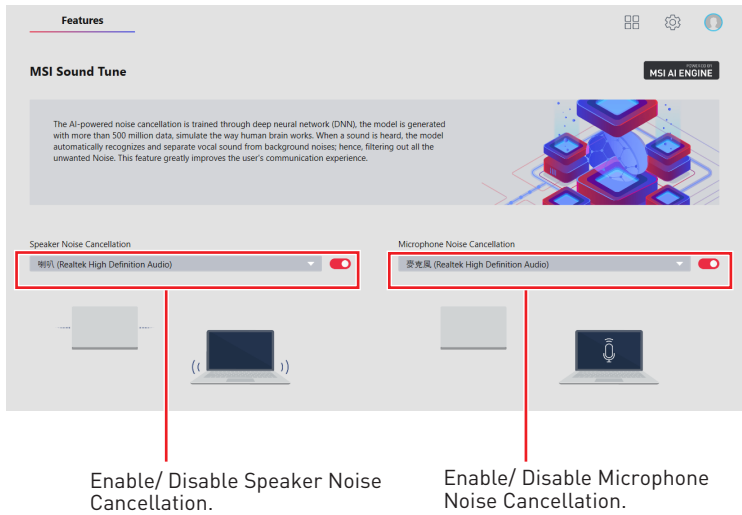 Features
MSI Sound Tune
POWERED BY
MSI AI ENGINE
The AI-powered noise cancellation is trained through deep neural network (DNN), the model is generated
with more than 500 million data, simulate the way human brain works. When a sound is heard, the model
automatically recognizes and separate vocal sound from background noises; hence, filtering out all the
unwanted Noise. This feature greatly improves the user's communication experience.
Speaker Noise Cancellation
喇叭 (Realtek High Definition Audio)
Microphone Noise Cancellation
麥克風 (Realtek High Definition Audio)
Enable/ Disable Speaker Noise
Cancellation.
Enable/ Disable Microphone
Noise Cancellation.